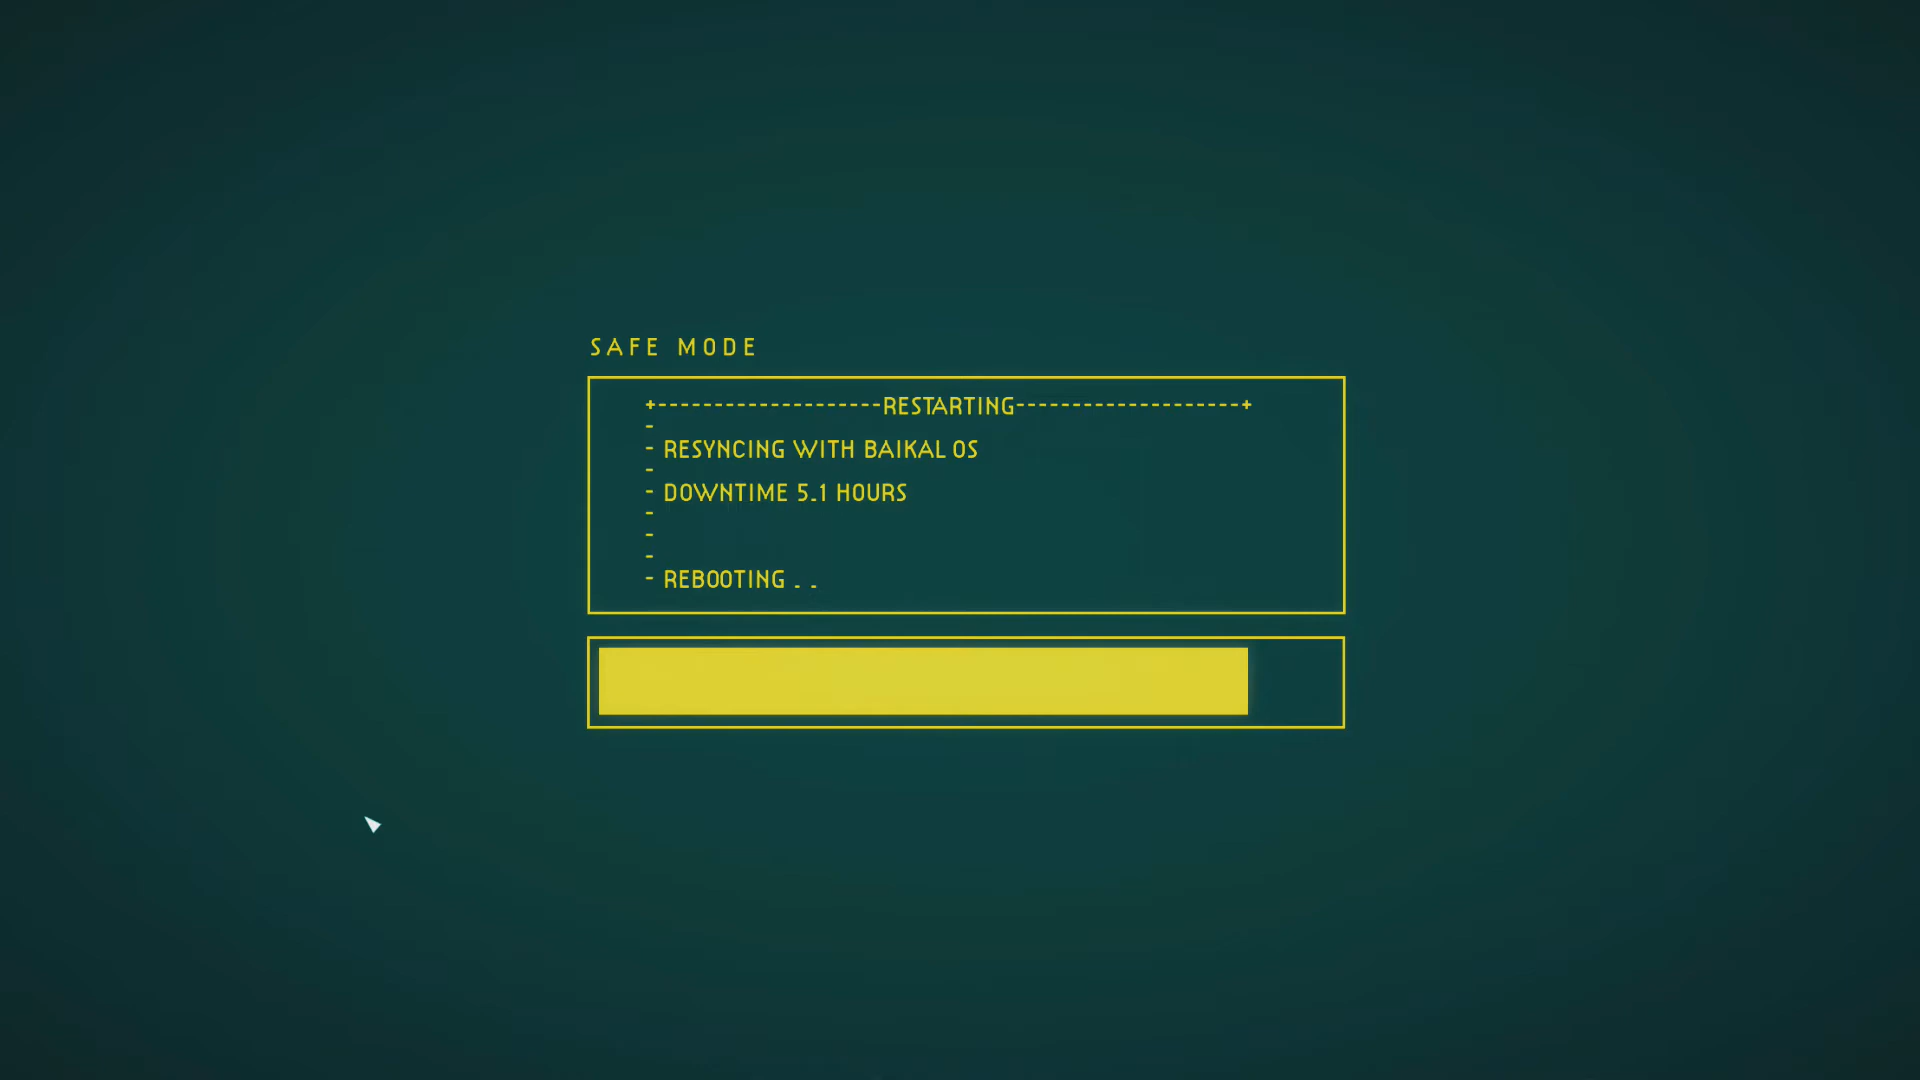 SAFE MODE
+--------------------RESTARTING--------------------+
-
- RESYNCING WITH BAIKAL OS
-
- DOWNTIME 5.1 HOURS
-
-
-
- REBOOTING . .